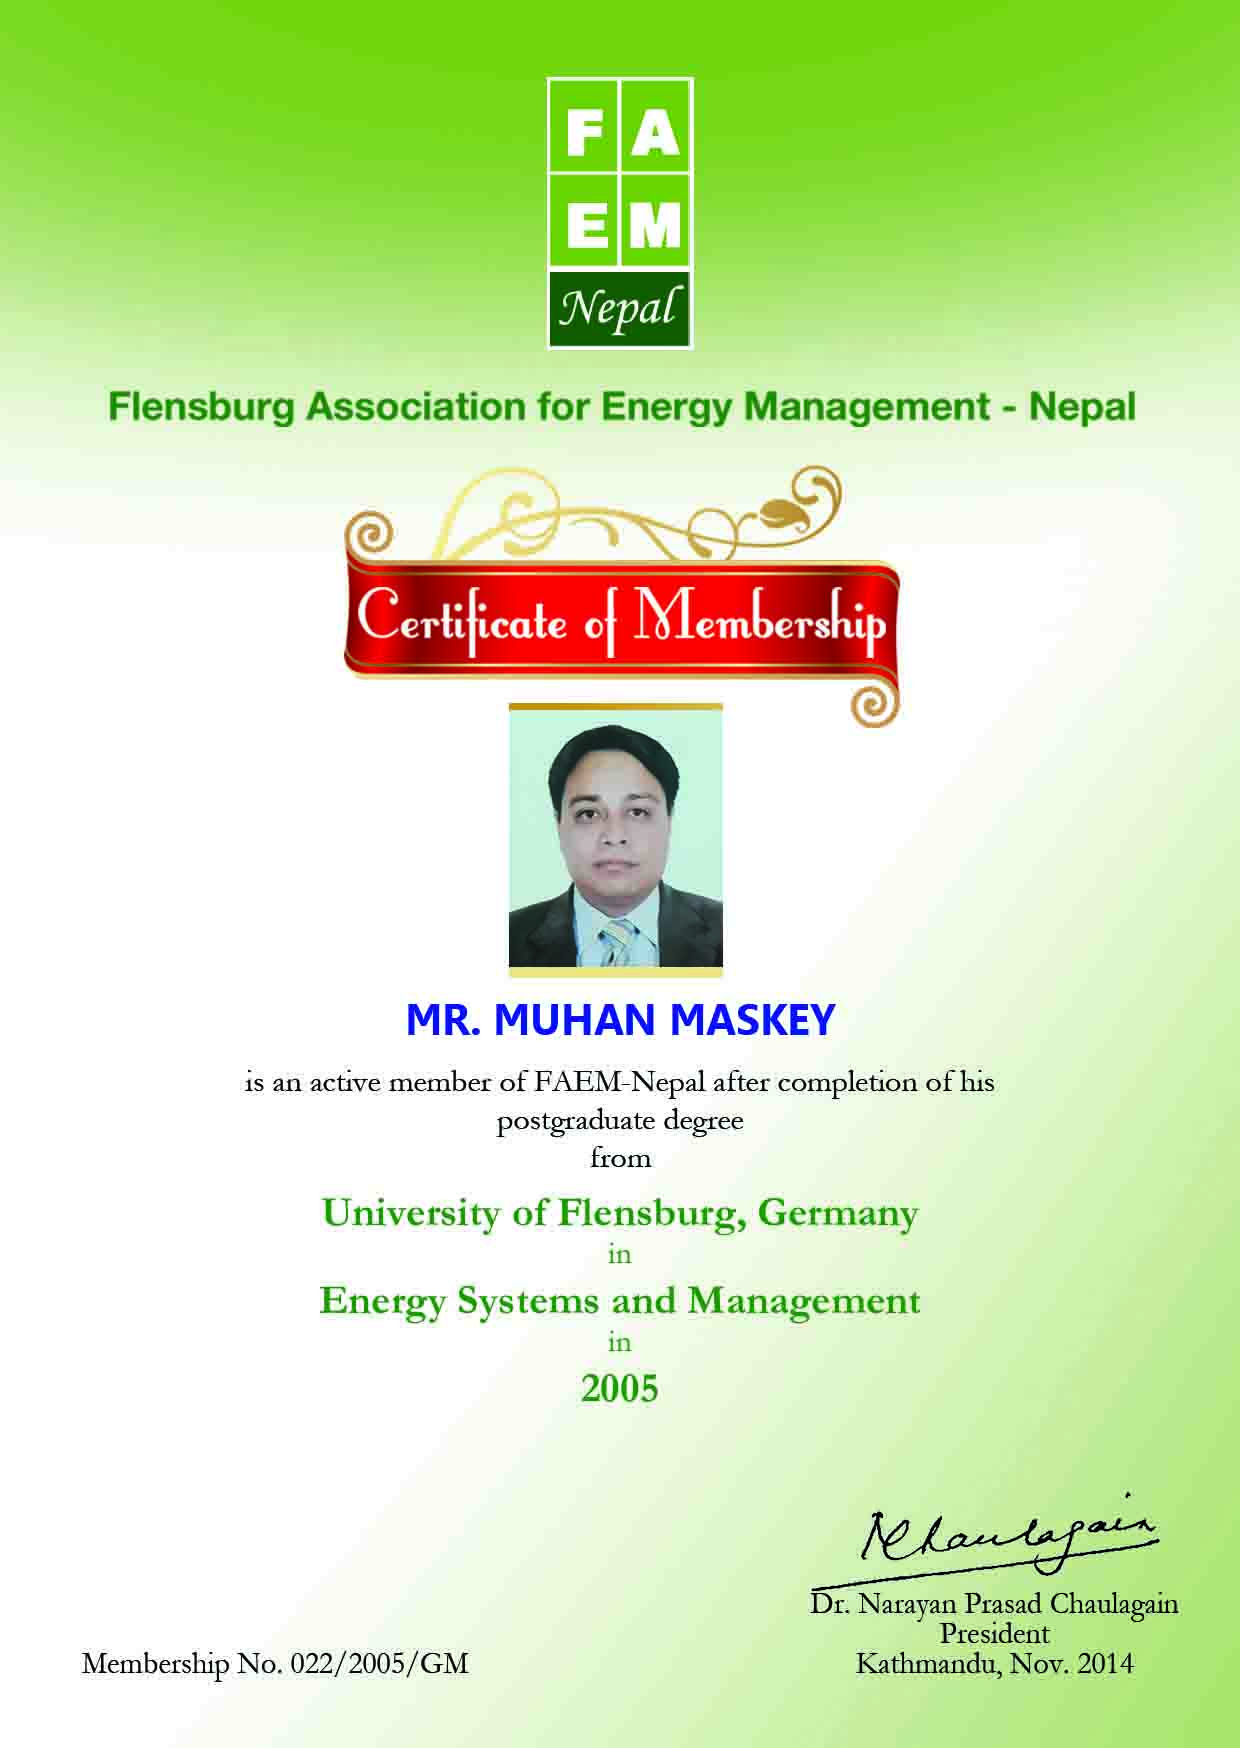 F A
E M
Nepal
Flensburg Association for Energy Management - Nepal
Certificate of Membership
MR. MUHAN MASKEY
is an active member of FAEM-Nepal after completion of his
postgraduate degree
from
University of Flensburg, Germany
in
Energy Systems and Management
in
2005
NChaulagain
Dr. Narayan Prasad Chaulagain
President
Membership No. 022/2005/GM
Kathmandu, Nov. 2014